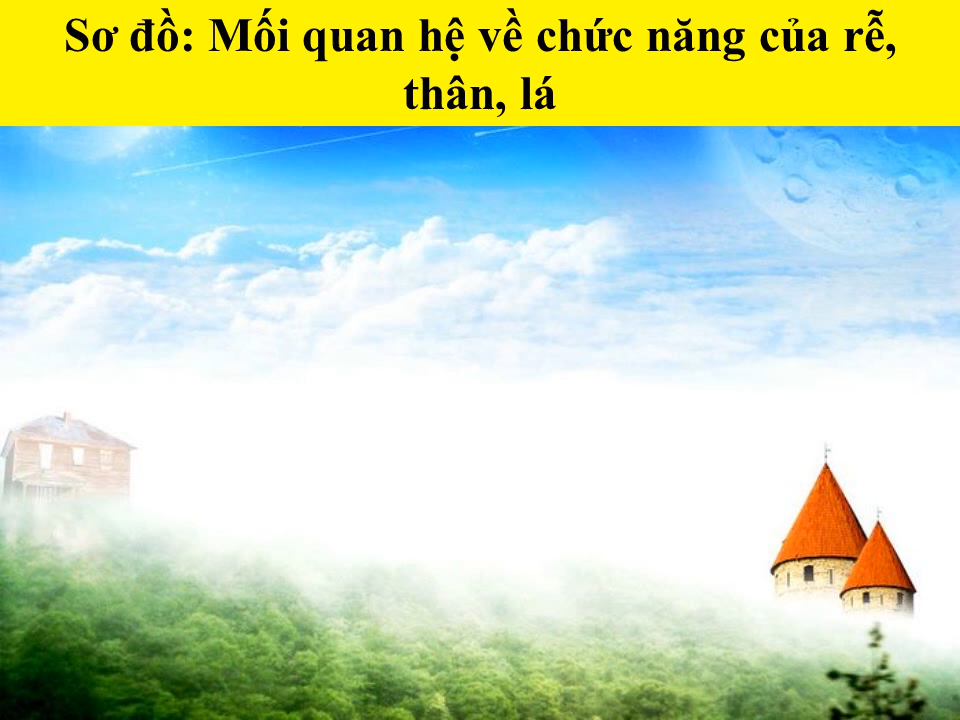 Sơ đồ: Mối quan hệ về chức năng của rễ,
thân, lá